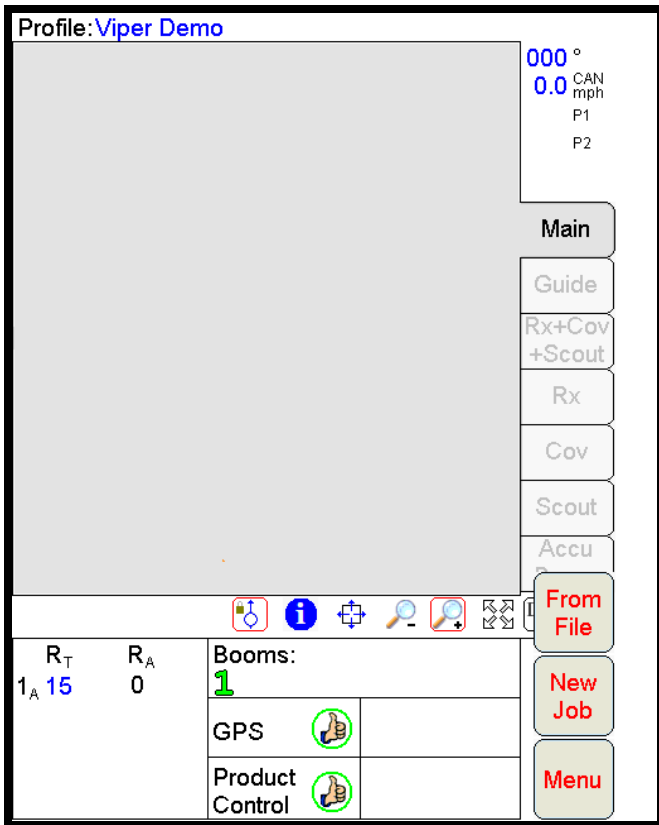 Profile: Viper Demo
000 °
0.0 CAN mph
P1
P2
Main
Guide
Rx+Cov
+Scout
Rx
Cov
Scout
Accu
From
File
RT RA
1A 15 0
Booms:
1
GPS
Product
Control
New
Job
Menu